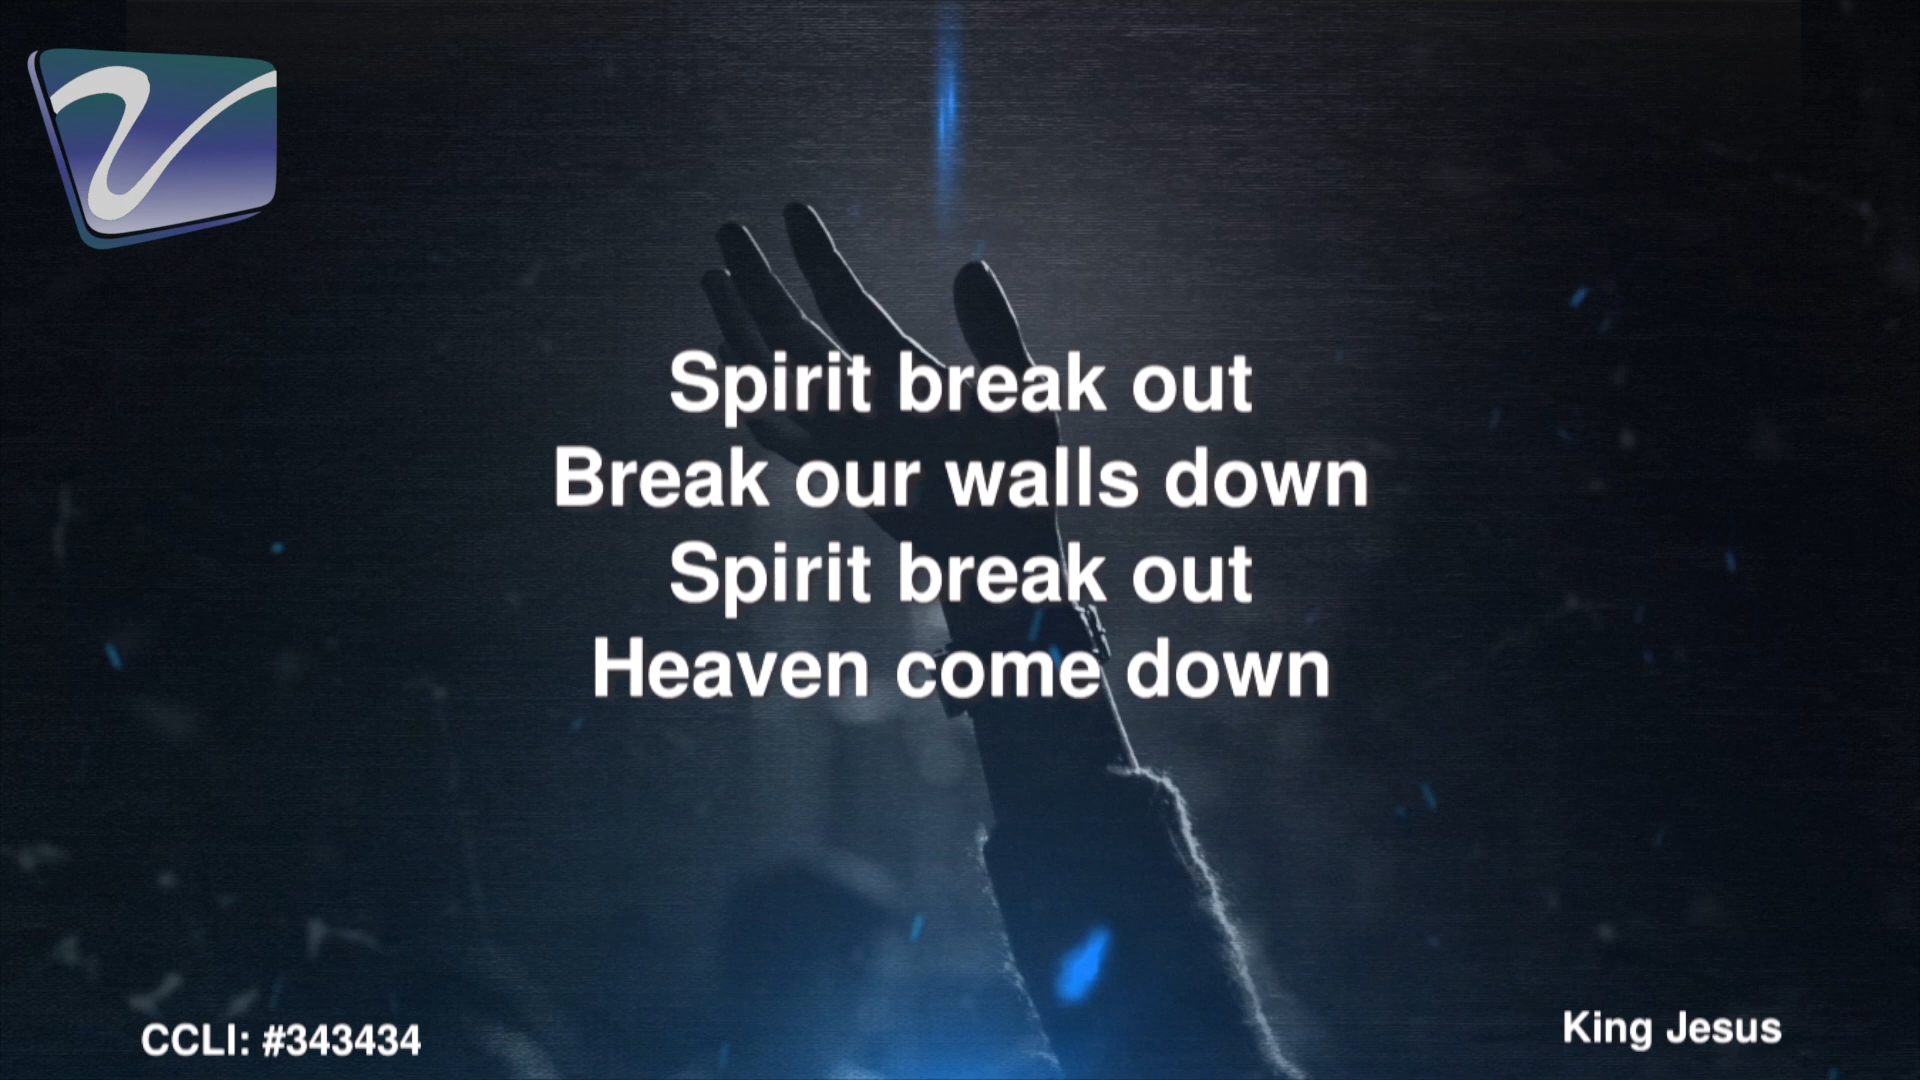 Spirit break out
Break our walls down
Spirit break out
Heaven come down
CCLI: #343434
King Jesus